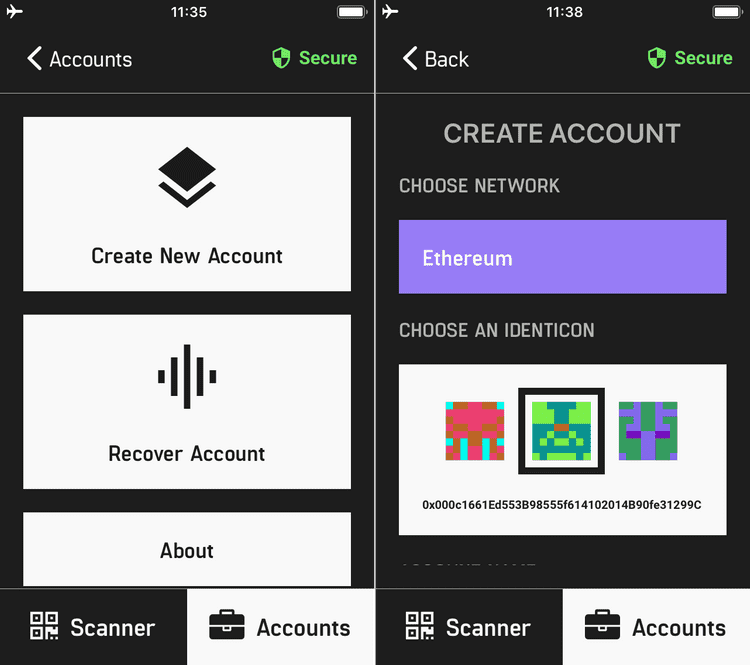 11:35
Accounts
Secure
Create New Account
Recover Account
About
Scanner
Accounts
11:38
Back
Secure
CREATE ACCOUNT
CHOOSE NETWORK
Ethereum
CHOOSE AN IDENTICON
0x000c1661Ed553B98555f614102014B90fe31299C
Scanner
Accounts